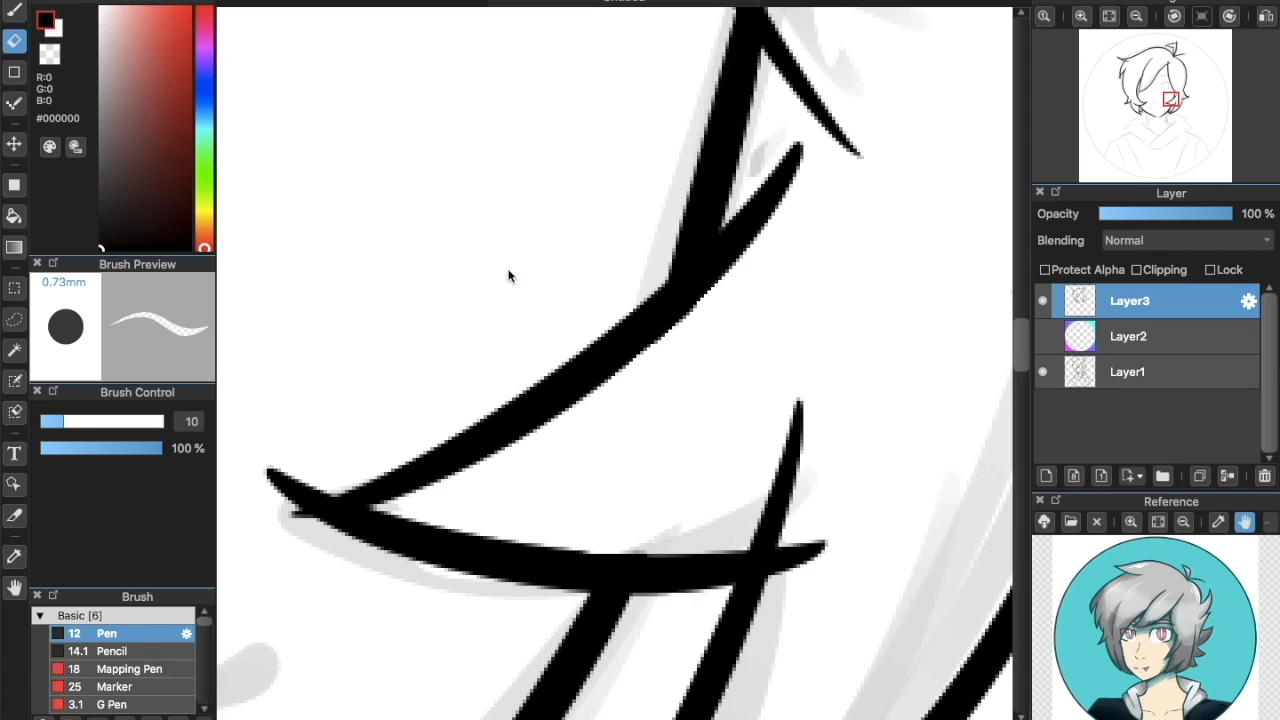 Untitled
R:0
G:0
B:0
#000000
Brush Preview
0.73mm
Brush Control
10
100 %
Brush
Basic [6]
12 Pen
14.1 Pencil
18 Mapping Pen
25 Marker
3.1 G Pen
Layer
Opacity 100 %
Blending Normal
Protect Alpha Clipping Lock
Layer3
Layer2
Layer1
Reference